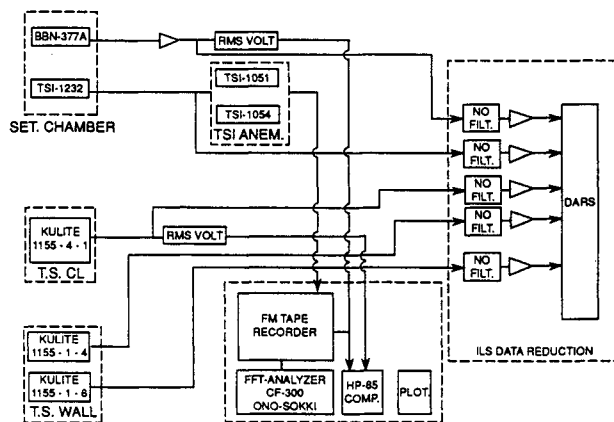 BBN-377A
RMS VOLT
TSI-1232
SET. CHAMBER
TSI-1051
TSI-1054
TSI ANEM.
KULITE
1155 - 4 - 1
T.S. CL
RMS VOLT
KULITE
1155 - 1 - 4
KULITE
1155 - 1 - 6
T.S. WALL
FM TAPE
RECORDER
FFT-ANALYZER
CF-300
ONO-SOKKI
HP-85
COMP.
PLOT.
NO
FILT.
NO
FILT.
NO
FILT.
NO
FILT.
NO
FILT.
DARS
ILS DATA REDUCTION